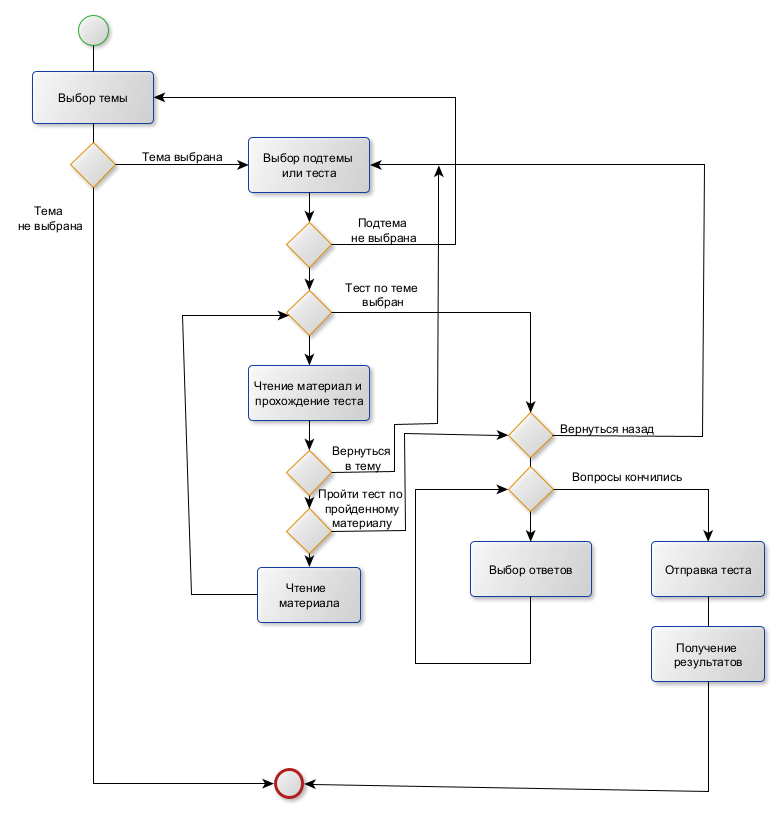 Выбор темы
Тема выбрана
Выбор подтемы
или теста
Тема
не выбрана
Подтема
не выбрана
Тест по теме
выбран
Чтение материал и
прохождение теста
Вернуться назад
Вернуться
в тему
Вопросы кончились
Пройти тест по
пройденному
материалу
Выбор ответов
Отправка теста
Чтение
материала
Получение
результатов